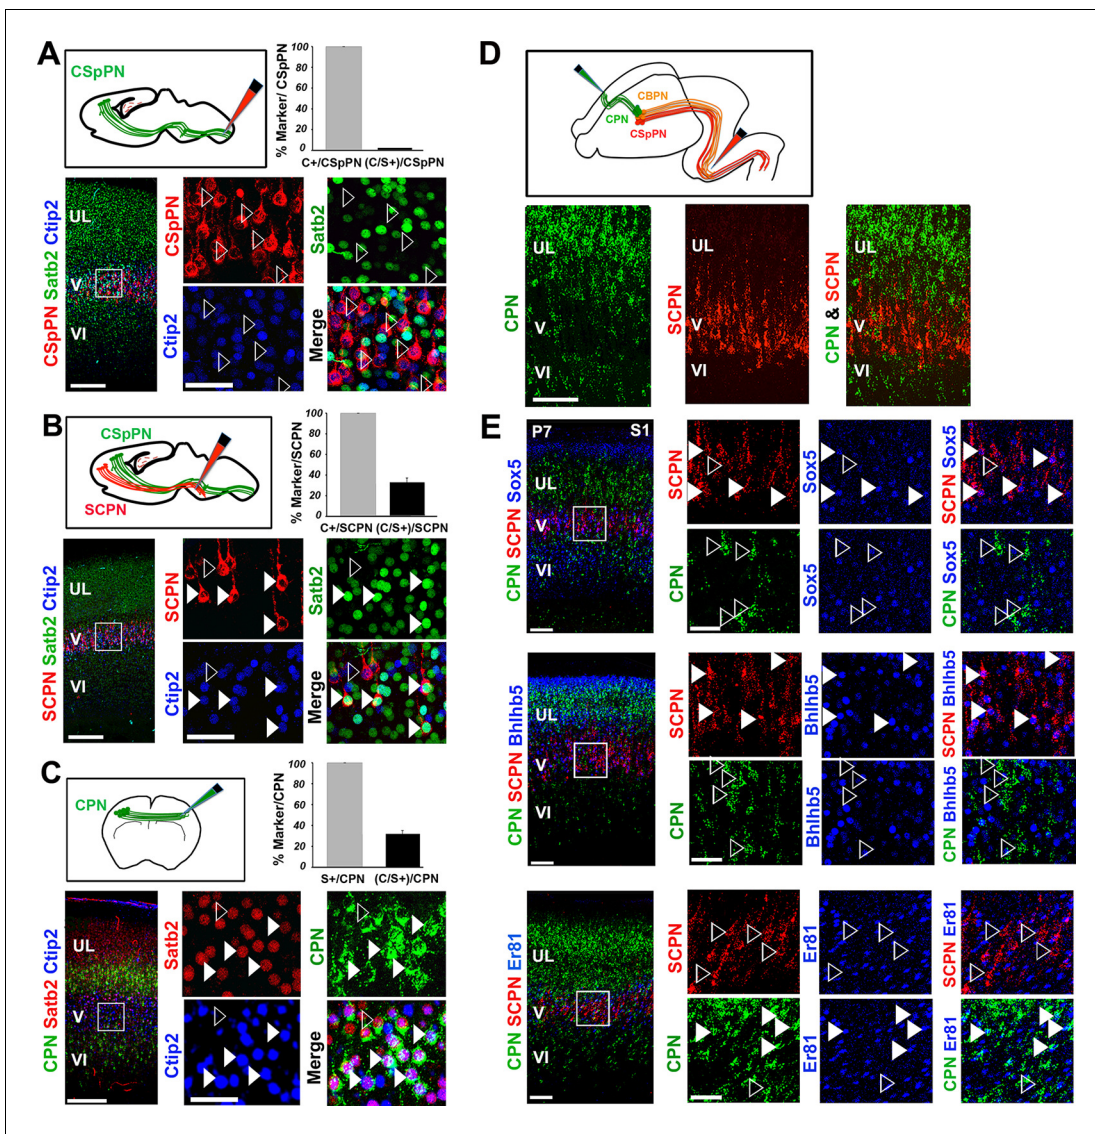 A
CSpPN
% Marker/ CSpPN
100
80
60
40
20
0
C+/CSpPN (C/S+)/CSpPN
CSpPN Satb2 Ctip2
UL
V
VI
CSpPN
Satb2
Ctip2
Merge
B
CSpPN
SCPN
% Marker/SCPN
100
80
60
40
20
0
C+/SCPN (C/S+)/SCPN
SCPN Satb2 Ctip2
UL
V
VI
SCPN
Satb2
Ctip2
Merge
C
CPN
% Marker/CPN
100
80
60
40
20
0
S+/CPN (C/S+)/CPN
CPN Satb2 Ctip2
UL
V
VI
Satb2
CPN
Ctip2
Merge
D
CBPN
CPN
CSpPN
CPN
UL
V
VI
SCPN
UL
V
VI
CPN & SCPN
UL
V
VI
E
P7 S1
CPN SCPN Sox5
UL
V
VI
SCPN
Sox5
SCPN Sox5
CPN
Sox5
CPN Sox5
CPN SCPN Bhlhb5
UL
V
VI
SCPN
Bhlhb5
SCPN Bhlhb5
CPN
Bhlhb5
CPN Bhlhb5
CPN SCPN Er81
UL
V
VI
SCPN
Er81
SCPN Er81
CPN
Er81
CPN Er81